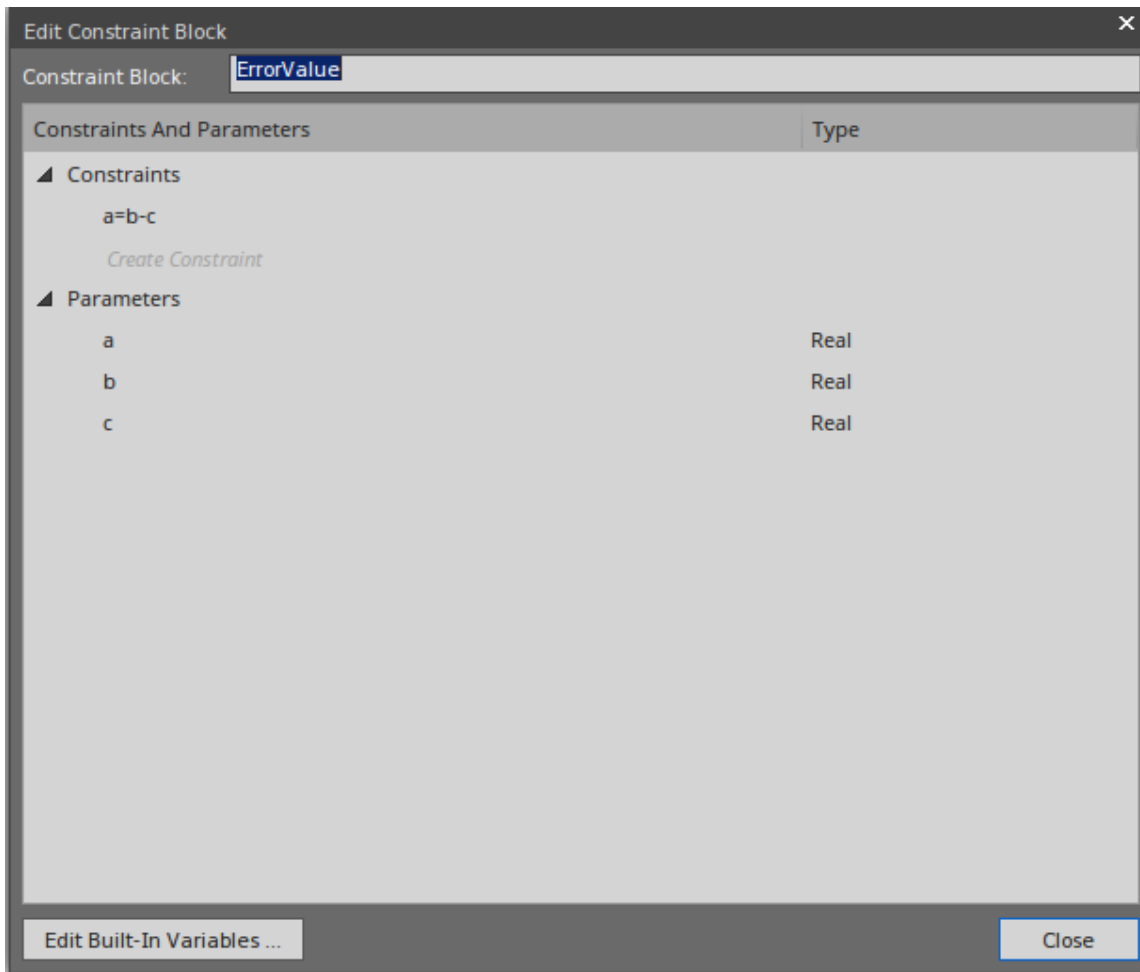 Edit Constraint Block
Constraint Block: ErrorValue
Constraints And Parameters Type
Constraints
a=b-c
Create Constraint
Parameters
a Real
b Real
c Real
Edit Built-In Variables ... Close